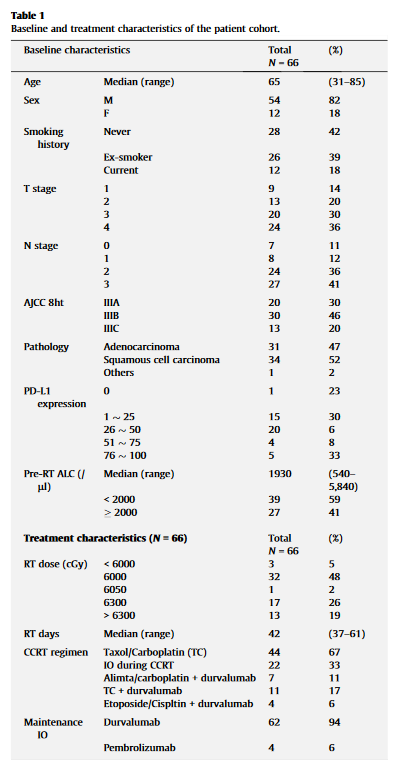 Table 1
Baseline and treatment characteristics of the patient cohort.
Baseline characteristics Total (%)
N = 66
Age Median (range) 65 (31–85)
Sex M 54 82
F 12 18
Smoking Never 28 42
history
Ex-smoker 26 39
Current 12 18
T stage 1 9 14
2 13 20
3 20 30
4 24 36
N stage 0 7 11
1 8 12
2 24 36
3 27 41
AJCC 8ht IIIA 20 30
IIIB 30 46
IIIC 13 20
Pathology Adenocarcinoma 31 47
Squamous cell carcinoma 34 52
Others 1 2
PD-L1 0 1 23
expression
1 ~ 25 15 30
26 ~ 50 20 6
51 ~ 75 4 8
76 ~ 100 5 33
Pre-RT ALC (/ Median (range) 1930 (540–
μl) 5,840)
< 2000 39 59
≥ 2000 27 41
Treatment characteristics (N = 66) Total (%)
N = 66
RT dose (cGy) < 6000 3 5
6000 32 48
6050 1 2
6300 17 26
> 6300 13 19
RT days Median (range) 42 (37–61)
CCRT regimen Taxol/Carboplatin (TC) 44 67
IO during CCRT 22 33
Alimta/carboplatin + durvalumab 7 11
TC + durvalumab 11 17
Etoposide/Cispltin + durvalumab 4 6
Maintenance Durvalumab 62 94
IO
Pembrolizumab 4 6